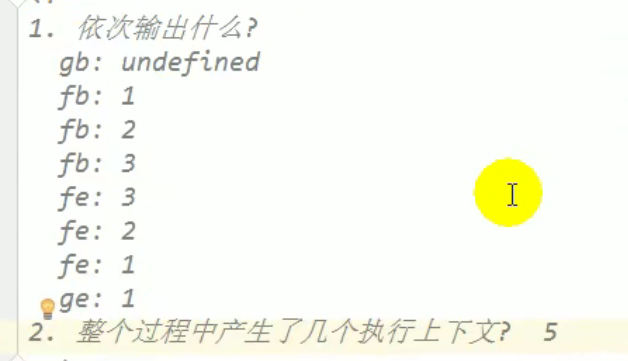 1. 依次输出什么?
gb: undefined
fb: 1
fb: 2
fb: 3
fe: 3
fe: 2
fe: 1
ge: 1
2. 整个过程中产生了几个执行上下文? 5